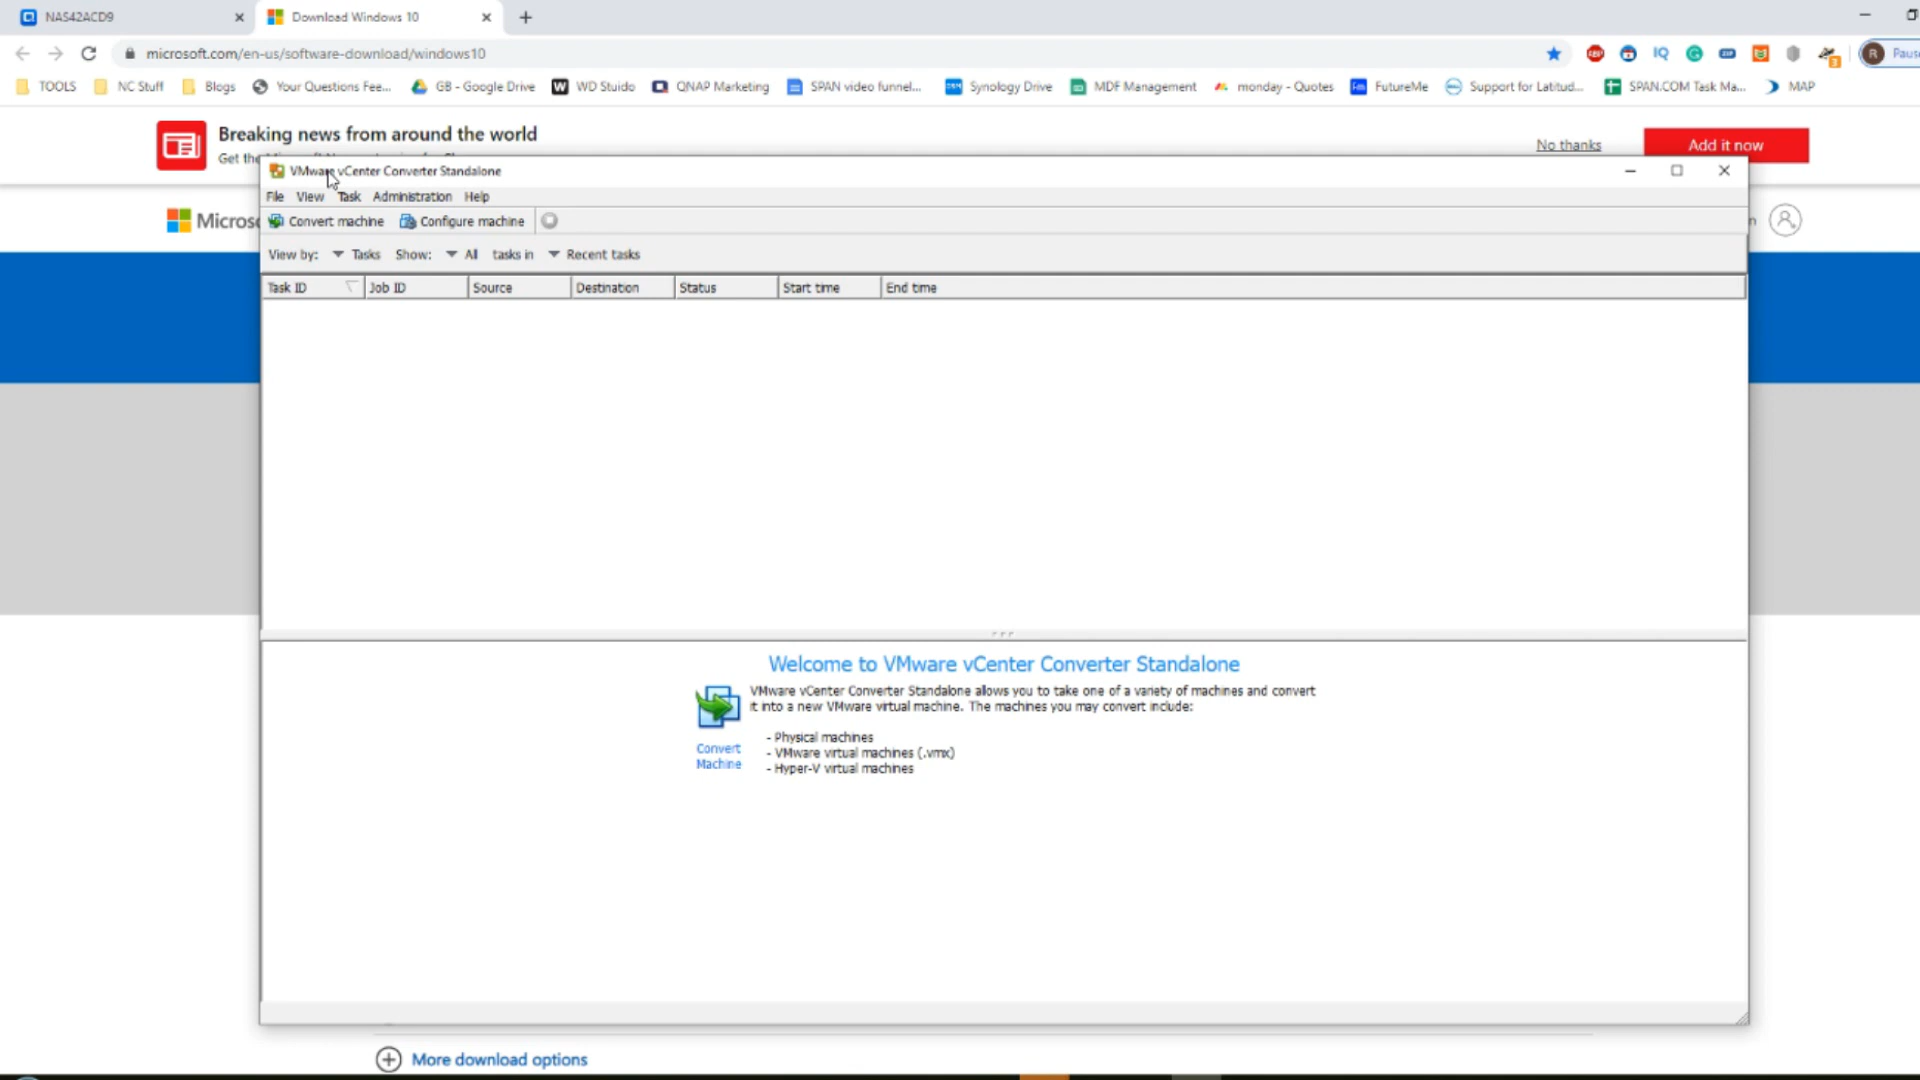 NAS42ACD9
Download Windows 10
microsoft.com/en-us/software-download/windows10
TOOLS NC Stuff Blogs Your Questions Fee... GB - Google Drive WD Stuido QNAP Marketing SPAN video funnel... Synology Drive MDF Management monday - Quotes FutureMe Support for Latitud... SPAN.COM Task Ma... MAP
Breaking news from around the world
Get the
No thanks
Add it now
VMware vCenter Converter Standalone
File View Task Administration Help
Convert machine Configure machine
View by: Tasks Show: All tasks in Recent tasks
Task ID Job ID Source Destination Status Start time End time
Welcome to VMware vCenter Converter Standalone
VMware vCenter Converter Standalone allows you to take one of a variety of machines and convert
it into a new VMware virtual machine. The machines you may convert include:
- Physical machines
- VMware virtual machines (.vmx)
- Hyper-V virtual machines
Convert
Machine
More download options